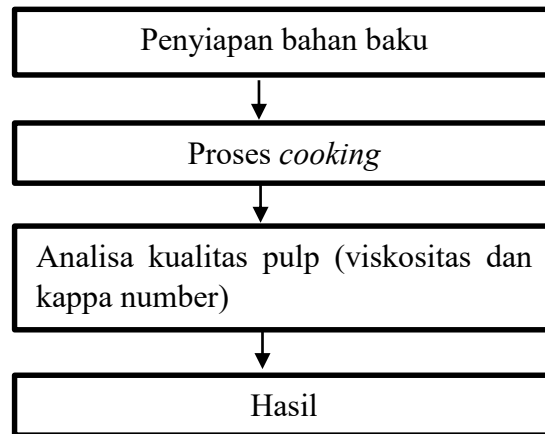 Penyiapan bahan baku
Proses cooking
Analisa kualitas pulp (viskositas dan
kappa number)
Hasil